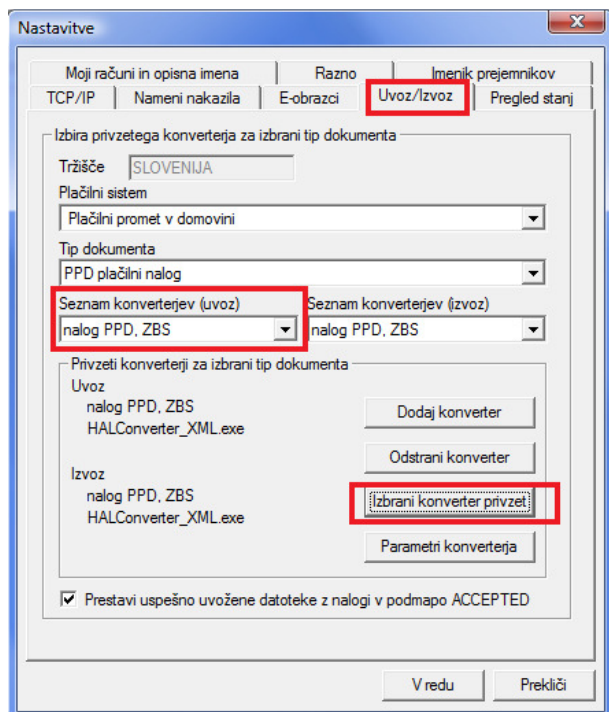 Nastavitve
Moji računi in opisna imena Razno Imenik prejemnikov
TCP/IP Nameni nakazila E-obrazci Uvoz/Izvoz Pregled stanj
Izbira privzetega konverterja za izbrani tip dokumenta
Tržišče SLOVENIJA
Plačilni sistem
Plačilni promet v domovini
Tip dokumenta
PPD plačilni nalog
Seznam konverterjev (uvoz) Seznam konverterjev (izvoz)
nalog PPD, ZBS nalog PPD, ZBS
Privzeti konverterji za izbrani tip dokumenta
Uvoz
nalog PPD, ZBS
HALConverter_XML.exe
Dodaj konverter
Odstrani konverter
Izvoz
nalog PPD, ZBS
HALConverter_XML.exe
Izbrani konverter privzet
Parametri konverterja
Prestavi uspešno uvožene datoteke z nalogi v podmapo ACCEPTED
V redu Prekliči